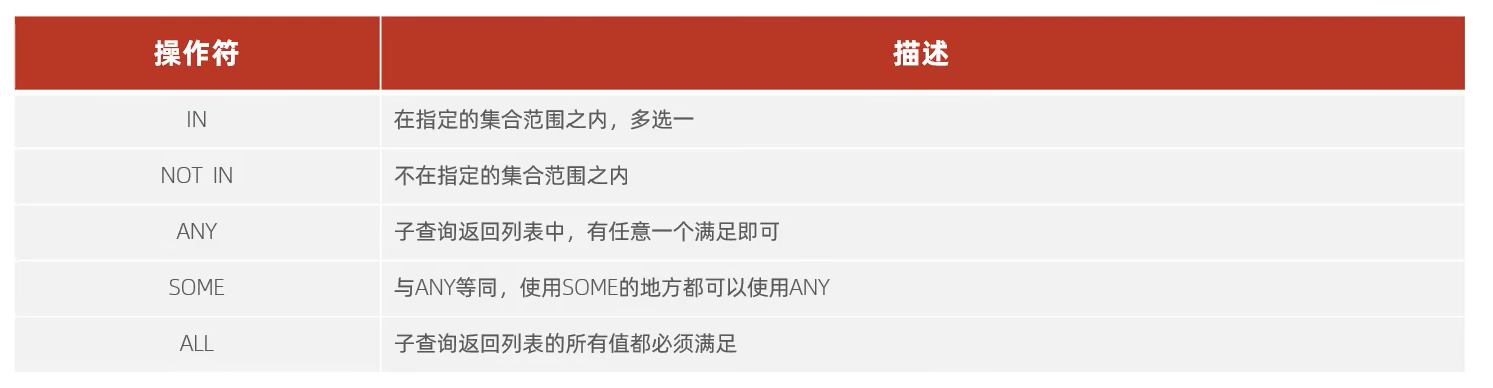 操作符 描述
IN 在指定的集合范围之内，多选一
NOT IN 不在指定的集合范围之内
ANY 子查询返回列表中，有任意一个满足即可
SOME 与ANY等同，使用SOME的地方都可以使用ANY
ALL 子查询返回列表的所有值都必须满足